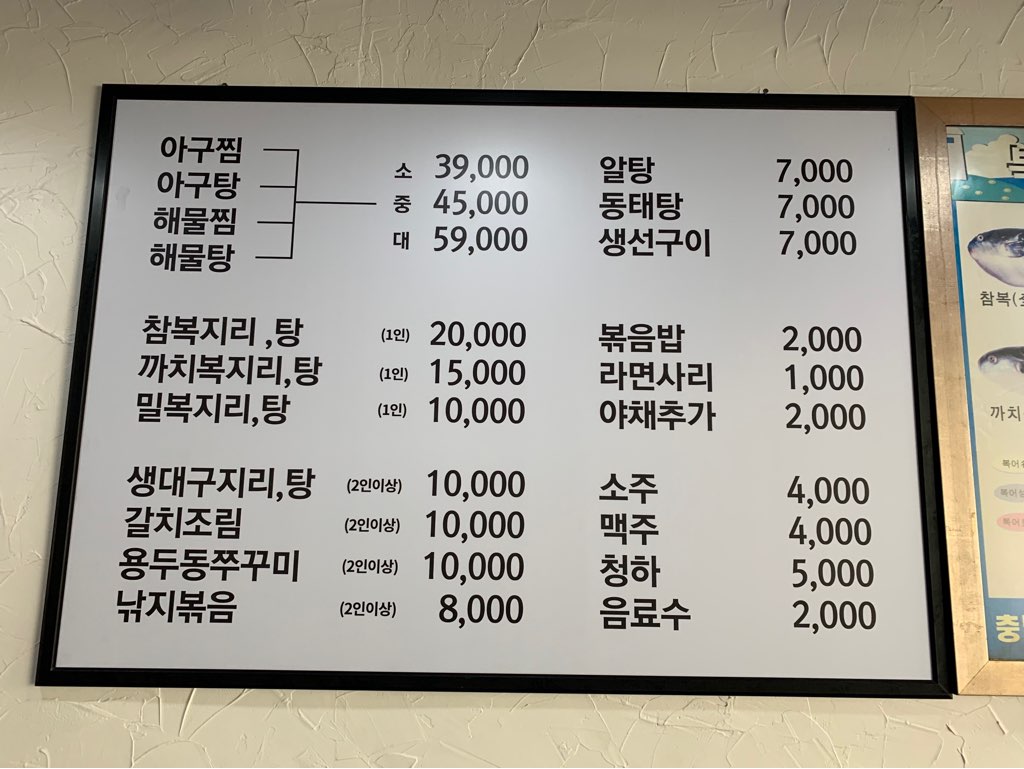 아구찜
아구탕
해물찜
해물탕
소 39,000
중 45,000
대 59,000
참복지리 ,탕 (1인) 20,000
까치복지리,탕 (1인) 15,000
밀복지리,탕 (1인) 10,000
생대구지리,탕 (2인이상) 10,000
갈치조림 (2인이상) 10,000
용두동쭈꾸미 (2인이상) 10,000
낚지볶음 (2인이상) 8,000
알탕 7,000
동태탕 7,000
생선구이 7,000
볶음밥 2,000
라면사리 1,000
야채추가 2,000
소주 4,000
맥주 4,000
청하 5,000
음료수 2,000
참복(
까치
복어
복어
복어
충